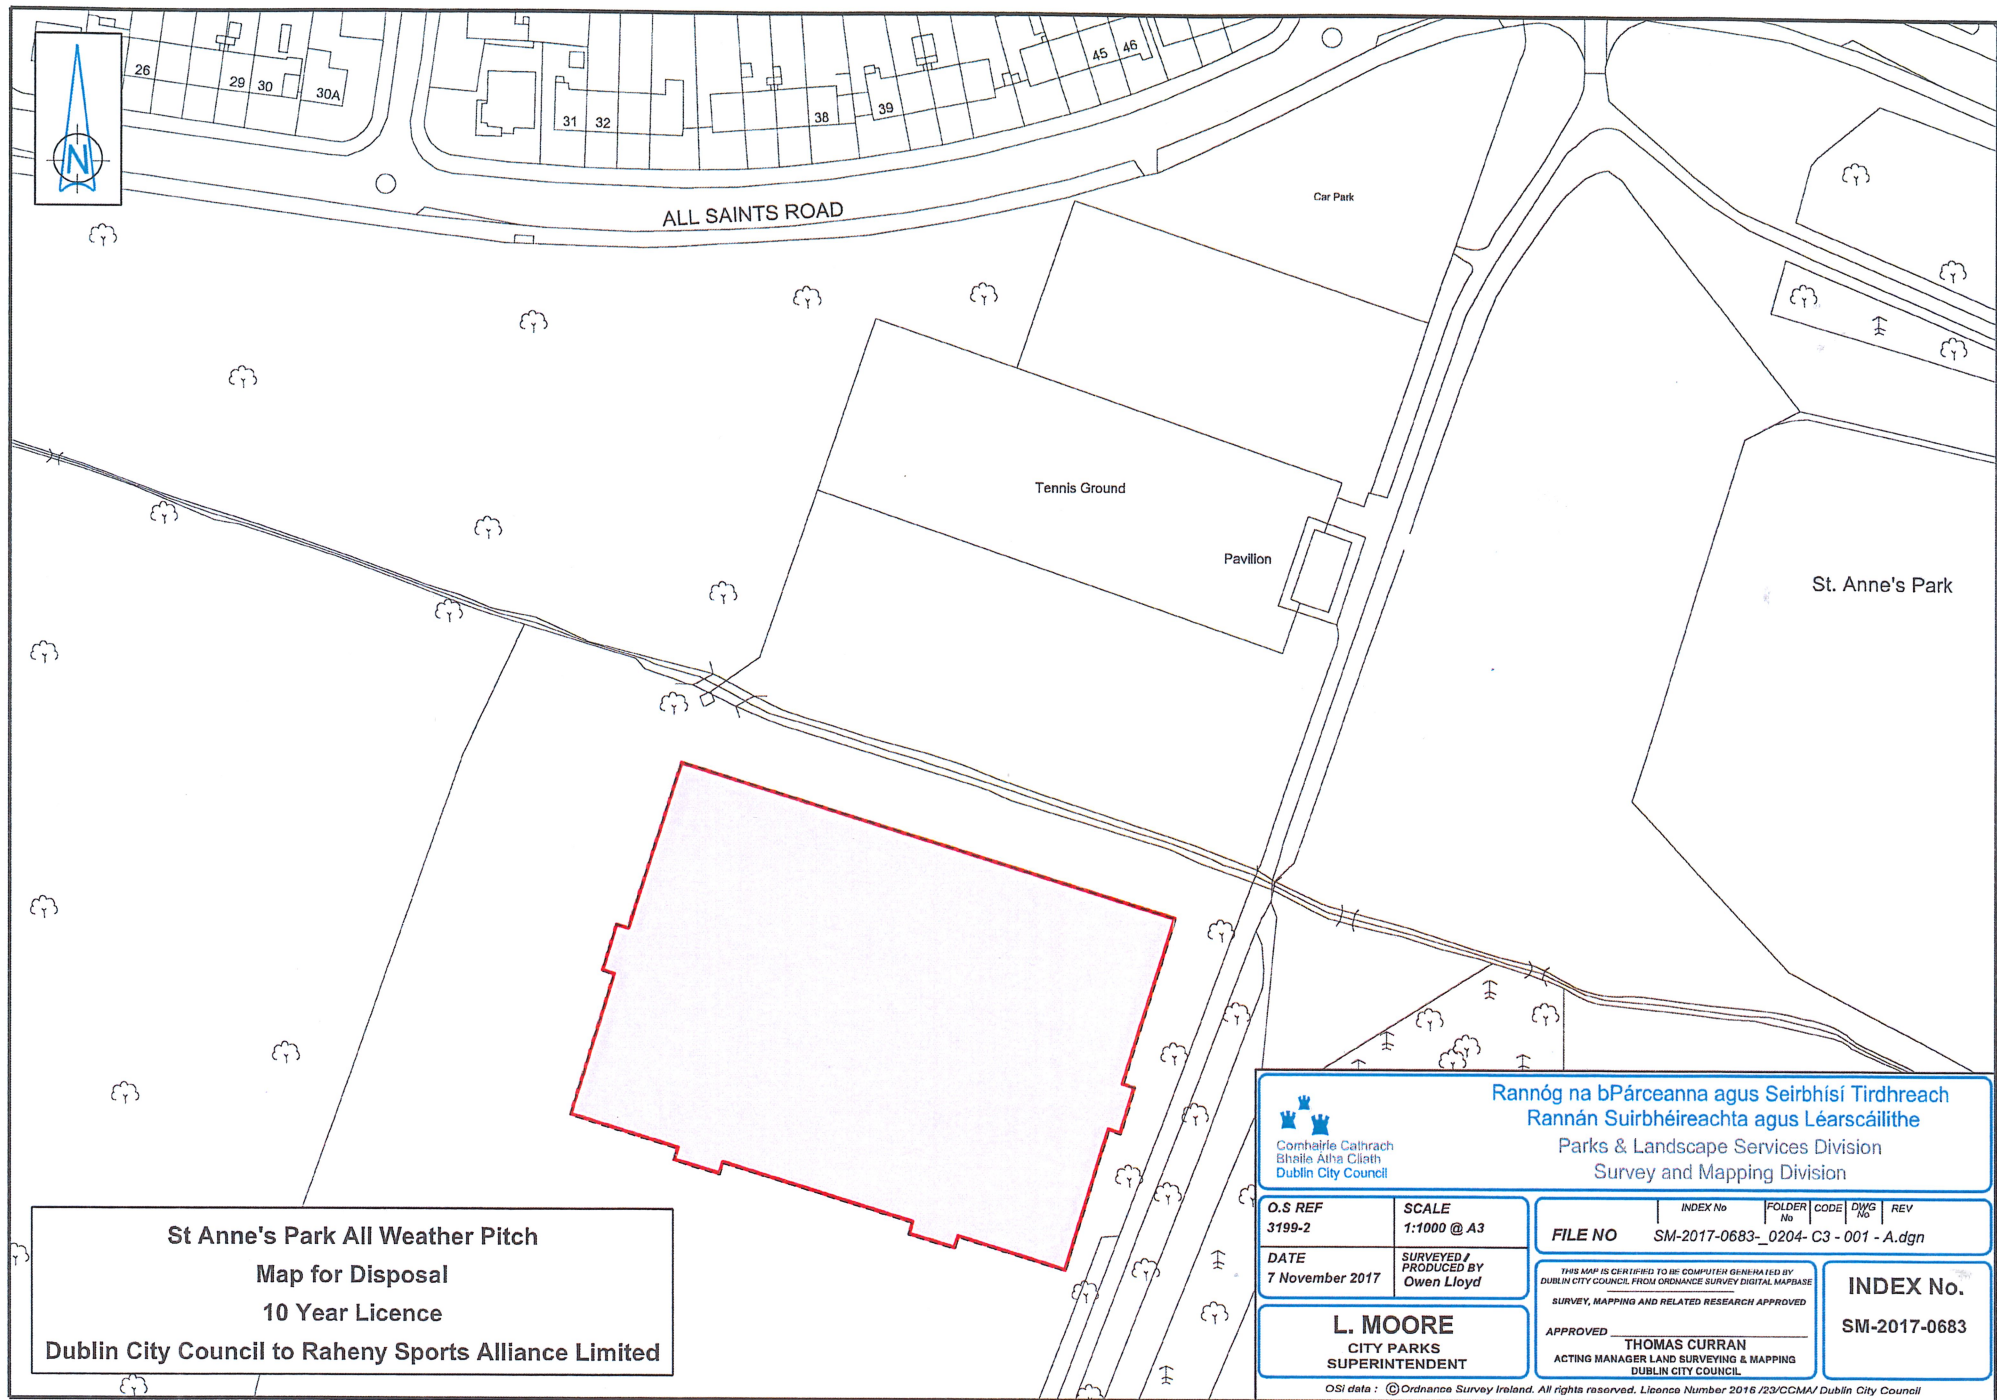 26
29
30
30A
31
32
38
39
45
46
N
ALL SAINTS ROAD
Car Park
Tennis Ground
Pavilion
St. Anne's Park
St Anne's Park All Weather Pitch
Map for Disposal
10 Year Licence
Dublin City Council to Raheny Sports Alliance Limited
Comhairle Cathrach
Bhaile Átha Cliath
Dublin City Council
Rannóg na bPárceanna agus Seirbhísí Tirdhreach
Rannán Suirbhéireachta agus Léarscáilithe
Parks & Landscape Services Division
Survey and Mapping Division
O.S REF
3199-2
SCALE
1:1000 @ A3
DATE
7 November 2017
SURVEYED /
PRODUCED BY
Owen Lloyd
INDEX No
FOLDER No
CODE
DWG No
REV
FILE NO SM-2017-0683-_0204- C3 - 001 - A.dgn
L. MOORE
CITY PARKS
SUPERINTENDENT
THIS MAP IS CERTIFIED TO BE COMPUTER GENERATED BY
DUBLIN CITY COUNCIL FROM ORDNANCE SURVEY DIGITAL MAPBASE
SURVEY, MAPPING AND RELATED RESEARCH APPROVED
APPROVED
THOMAS CURRAN
ACTING MANAGER LAND SURVEYING & MAPPING
DUBLIN CITY COUNCIL
INDEX No.
SM-2017-0683
OSi data : © Ordnance Survey Ireland. All rights reserved. Licence Number 2016 /23/CCMA/ Dublin City Council